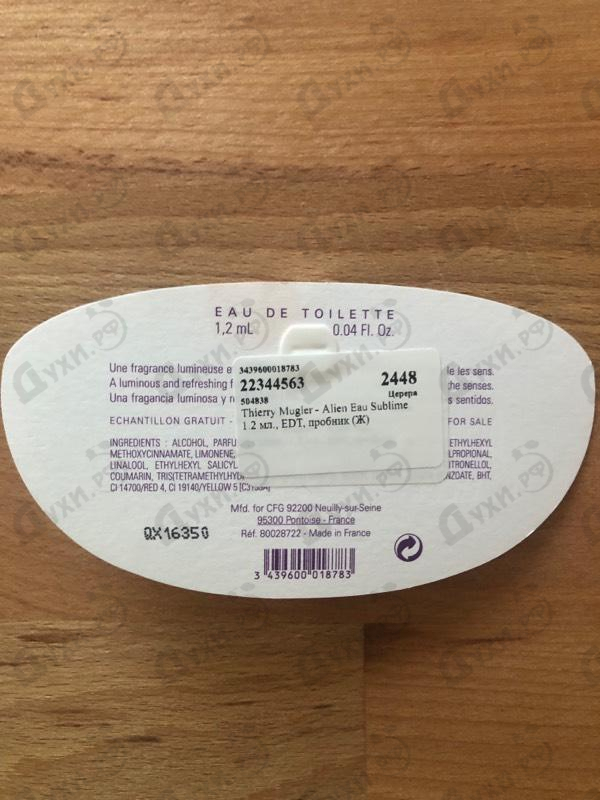 EAU DE TOILETTE
1,2 mL 0.04 Fl. Oz.
Une fragrance lumineuse e le les sens.
A luminous and refreshing f the senses.
Una fragancia luminosa y r s sentidos.
ECHANTILLON GRATUIT - FOR SALE
3439600018783
22344563 2448
504838 Церера
Thierry Mugler - Alien Eau Sublime
1.2 мл., EDT, пробник (Ж)
INGREDIENTS : ALCOHOL, PARFU ETHYLHEXYL
METHOXYCINNAMATE, LIMONENE, LPROPIONAL,
LINALOOL, ETHYLHEXYL SALICYL ITRONELLOL,
COUMARIN, TRIS(TETRAMETHYLHYD NZOATE, BHT,
CI 14700/RED 4, CI 19140/YELLOW 5 [C3193A]
Mfd. for CFG 92200 Neuilly-sur-Seine
95300 Pontoise - France
Réf. 80028722 - Made in France
QX16350
3 439600 018783
Духи.рф